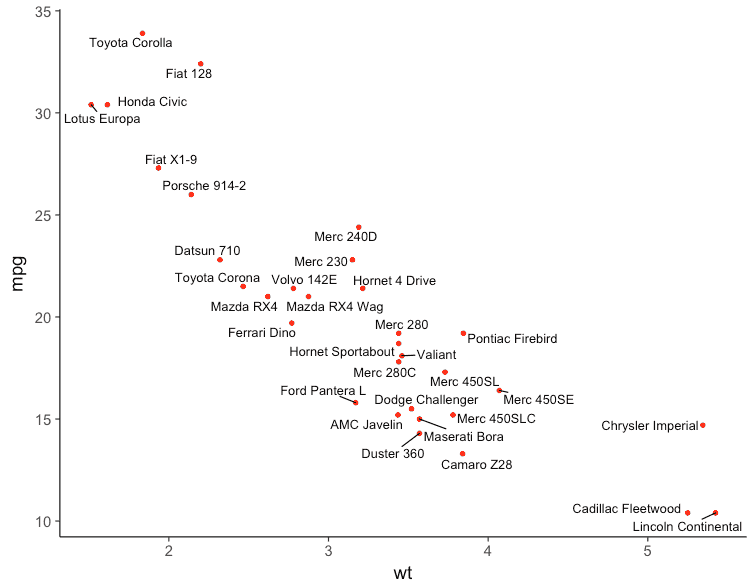 35
Toyota Corolla
Fiat 128
Honda Civic
30
Lotus Europa
Fiat X1-9
Porsche 914-2
25
Merc 240D
Datsun 710
Merc 230
Toyota Corona
Volvo 142E
Hornet 4 Drive
mpg
Mazda RX4
Mazda RX4 Wag
20
Merc 280
Ferrari Dino
Pontiac Firebird
Hornet Sportabout
Valiant
Merc 280C
Merc 450SL
Ford Pantera L
Dodge Challenger
Merc 450SE
15
AMC Javelin
Merc 450SLC
Chrysler Imperial
Maserati Bora
Duster 360
Camaro Z28
Cadillac Fleetwood
10
Lincoln Continental
2
3
4
5
wt